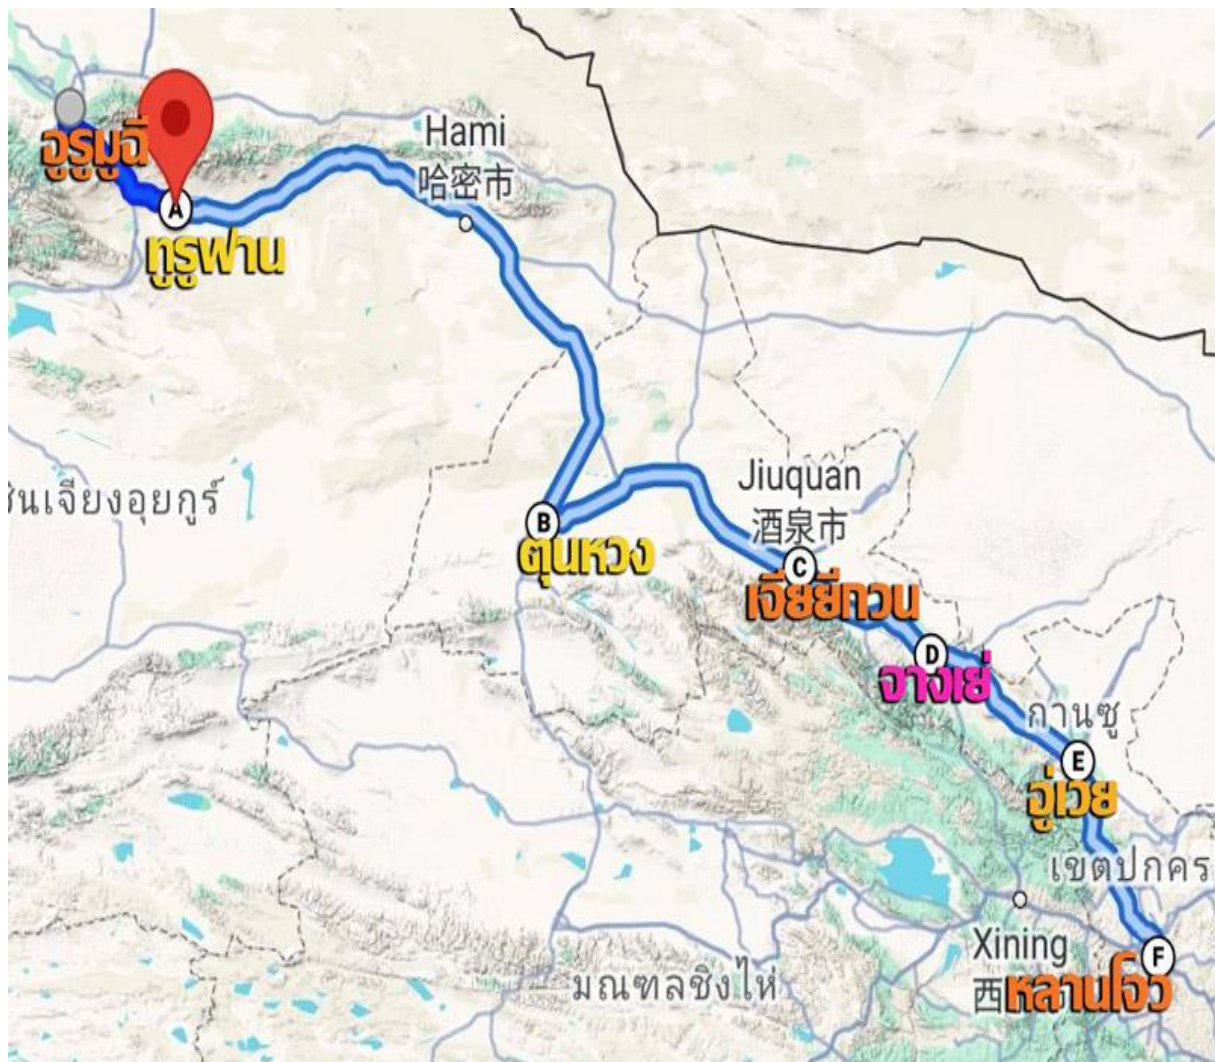 Hami
哈密市
อูรูมูฉี
A
ทูรูฟาน
Jiuquan
酒泉市
ชินเจียงอุยกูร์
B
ตุนหวง
C
เจียยีกวน
D
จางเย่
กานซู
E
อู่เวย
เขตปกคร
Xining
西
F
หลานโจว
มณฑลชิงไห่